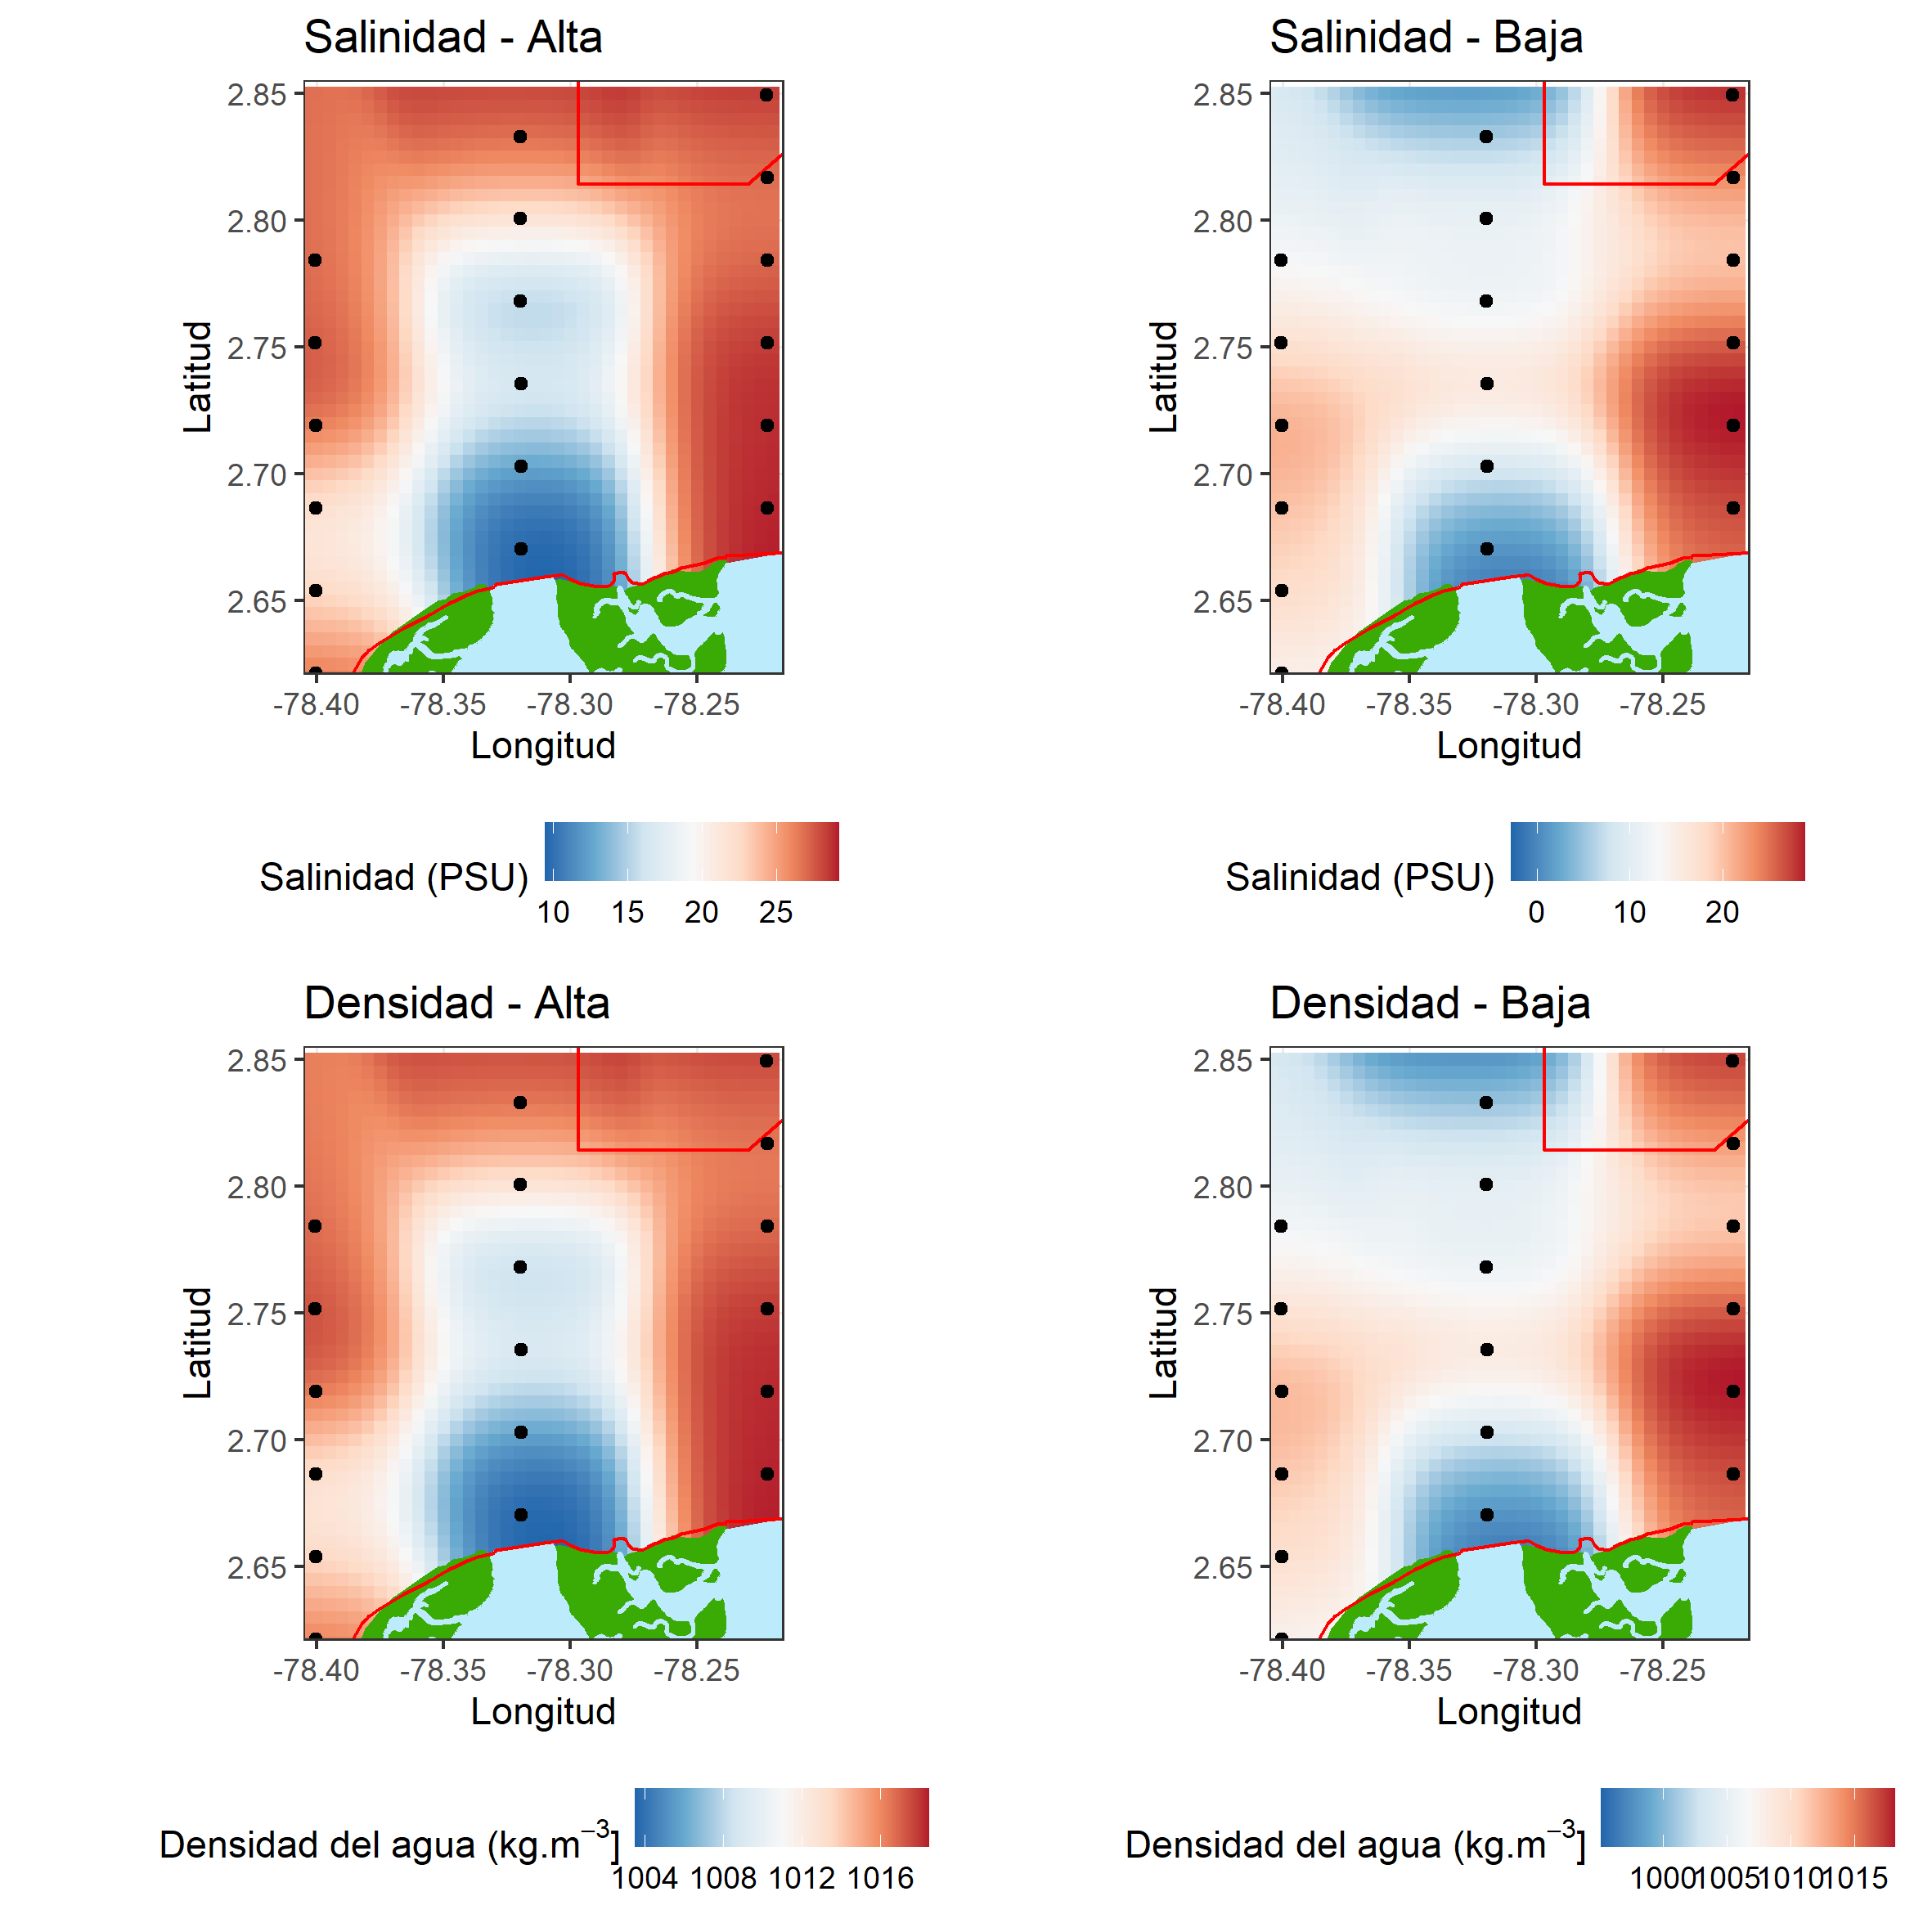 Salinidad - Alta
2.85
2.80
2.75
2.70
2.65
Latitud
-78.40 -78.35 -78.30 -78.25
Longitud
Salinidad (PSU)
10 15 20 25
Salinidad - Baja
2.85
2.80
2.75
2.70
2.65
Latitud
-78.40 -78.35 -78.30 -78.25
Longitud
Salinidad (PSU)
0 10 20
Densidad - Alta
2.85
2.80
2.75
2.70
2.65
Latitud
-78.40 -78.35 -78.30 -78.25
Longitud
Densidad del agua (kg.m⁻³]
1004 1008 1012 1016
Densidad - Baja
2.85
2.80
2.75
2.70
2.65
Latitud
-78.40 -78.35 -78.30 -78.25
Longitud
Densidad del agua (kg.m⁻³]
1000 1005 1010 1015